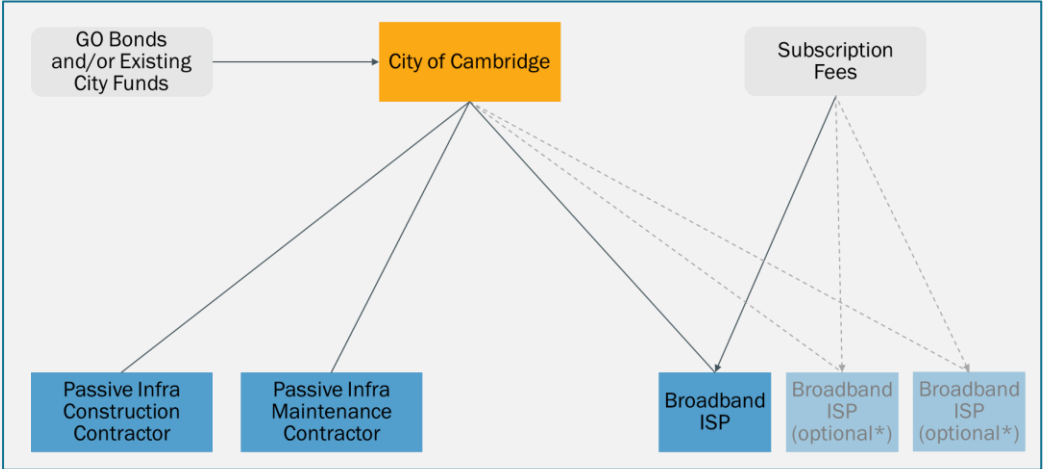 GO Bonds
and/or Existing
City Funds
City of Cambridge
Subscription
Fees
Passive Infra
Construction
Contractor
Passive Infra
Maintenance
Contractor
Broadband
ISP
Broadband
ISP
(optional*)
Broadband
ISP
(optional*)